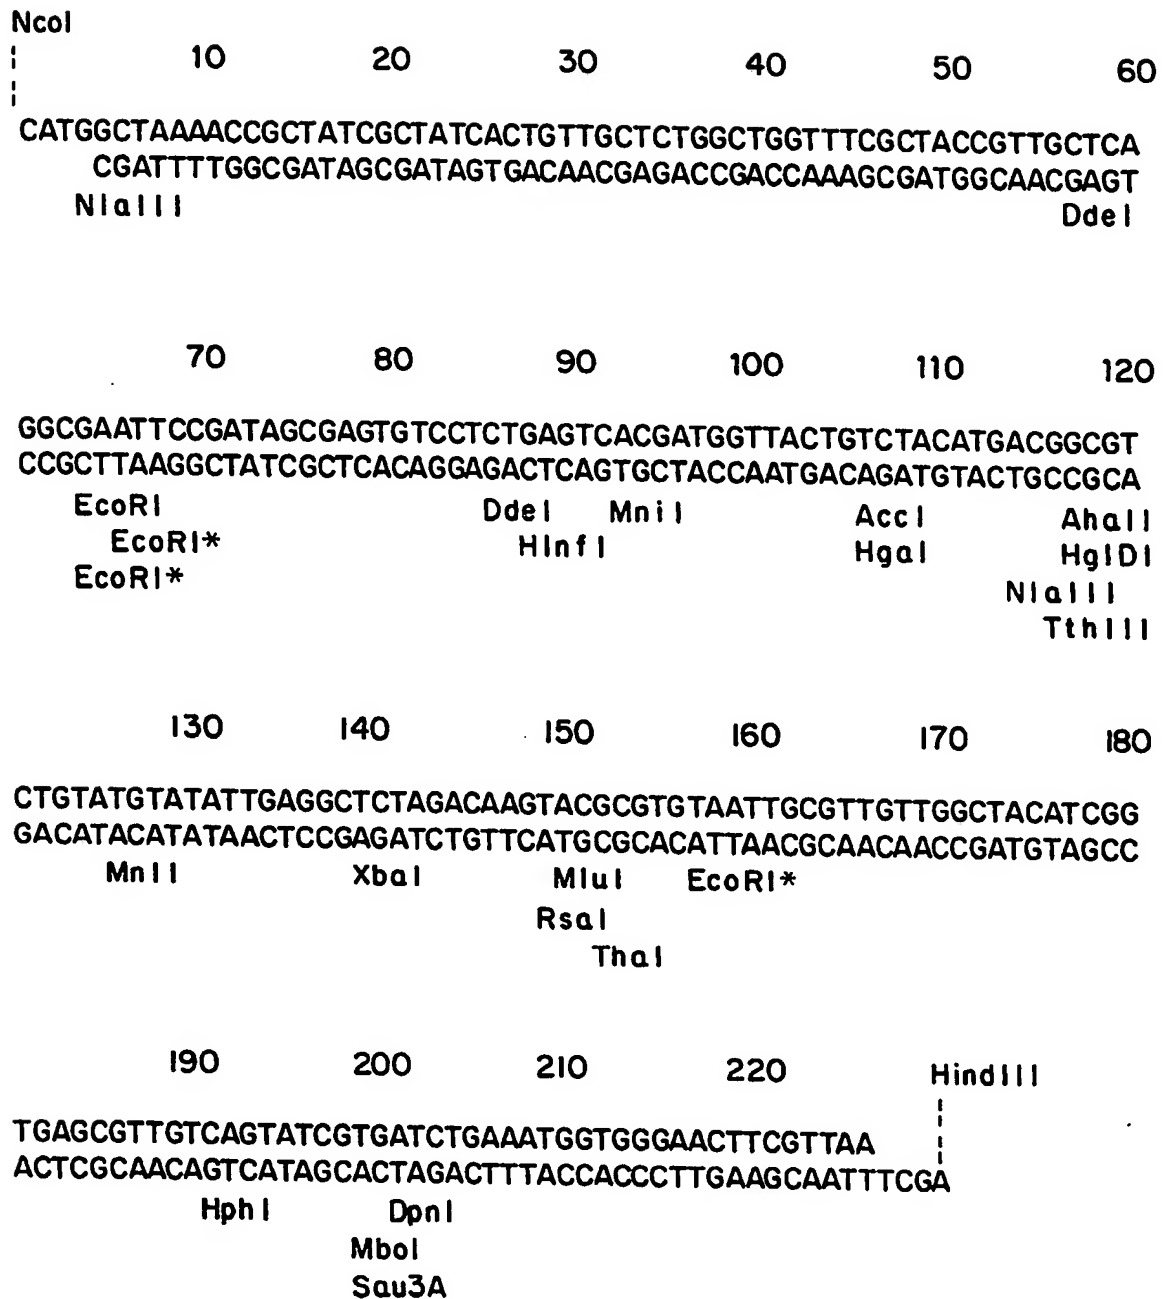 NcoI
10 20 30 40 50 60
CATGGCTAAAACCGCTATCGCTATCACTGTTGCTCTGGCTGGTTTCGCTACCGTTGCTCA
CGATTTTGGCGATAGCGATAGTGACAACGAGACCGACCAAAGCGATGGCAACGAGT
NlaIII DdeI
70 80 90 100 110 120
GGCGAATTCCGATAGCGAGTGTCCTCTGAGTCACGATGGTTACTGTCTACATGACGGCGT
CCGCTTAAGGCTATCGCTCACAGGAGACTCAGTGCTACCAATGACAGATGTACTGCCGCA
EcoRI DdeI MniI AccI AhaII
EcoRI* HinfI HgaI HgIDI
EcoRI* NlaIII
TthIII
130 140 150 160 170 180
CTGTATGTATATTGAGGCTCTAGACAAGTACGCGTGTAATTGCGTTGTTGGCTACATCGG
GACATACATATAACTCCGAGATCTGTTCATGCGCACATTAACGCAACAACCGATGTAGCC
MnlI XbaI MluI EcoRI*
RsaI
ThaI
190 200 210 220 HindIII
TGAGCGTTGTCAGTATCGTGATCTGAAATGGTGGGAACTTCGTTAA
ACTCGCAACAGTCATAGCACTAGACTTTACCACCCTTGAAGCAATTTCGA
HphI DpnI
MboI
Sau3A